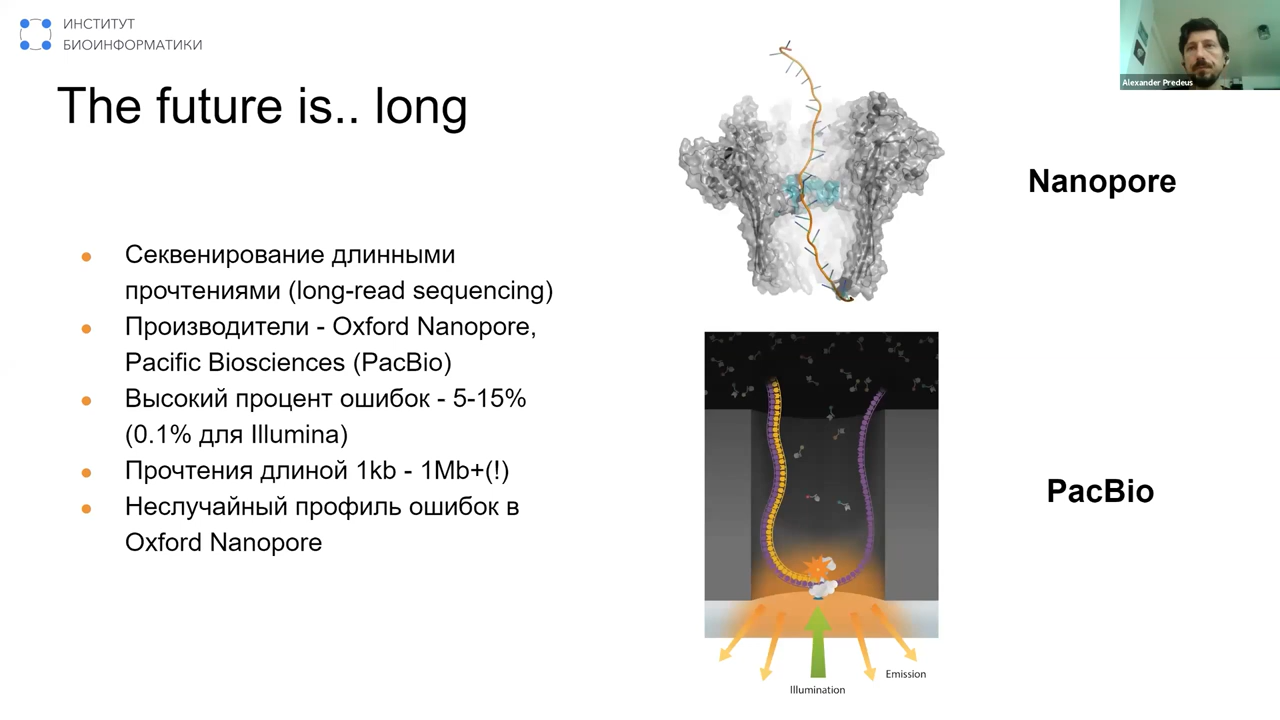 ИНСТИТУТ
БИОИНФОРМАТИКИ
The future is.. long
Секвенирование длинными
прочтениями (long-read sequencing)
Производители - Oxford Nanopore,
Pacific Biosciences (PacBio)
Высокий процент ошибок - 5-15%
(0.1% для Illumina)
Прочтения длиной 1kb - 1Mb+(!)
Неслучайный профиль ошибок в
Oxford Nanopore
Nanopore
PacBio
Emission
Illumination
Alexander Predeus